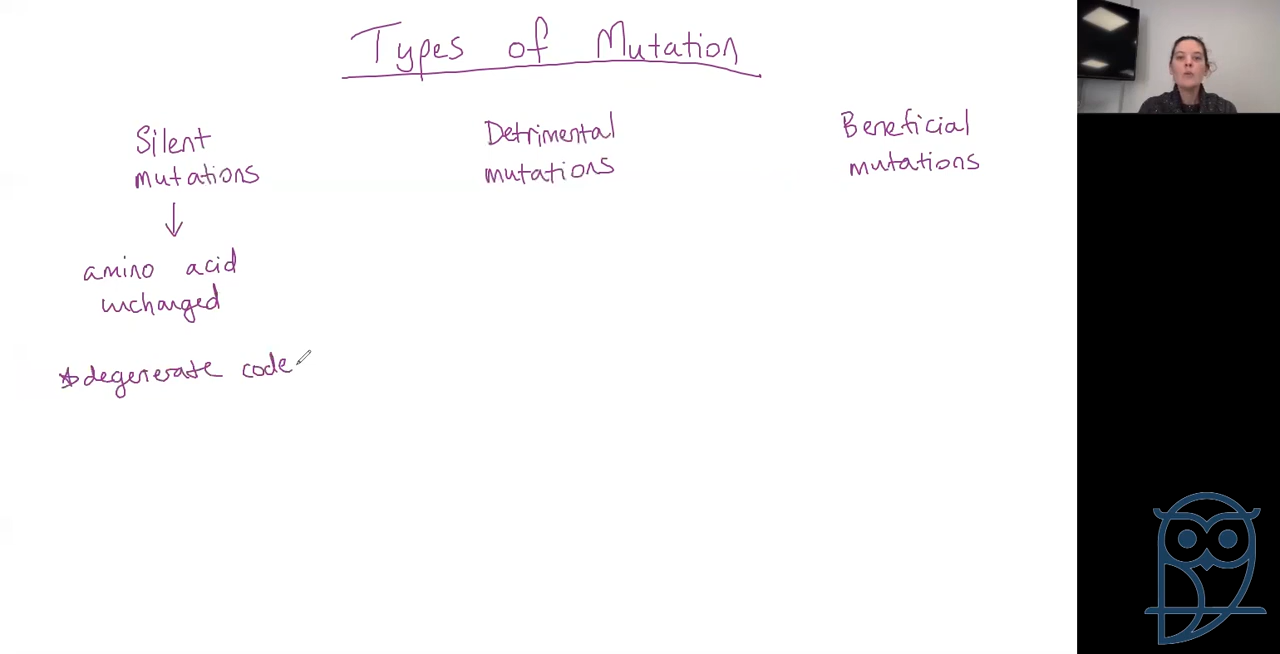 Types of Mutation
Silent
mutations
Detrimental
mutations
Beneficial
mutations
↓
amino acid
unchanged
*degenerate code